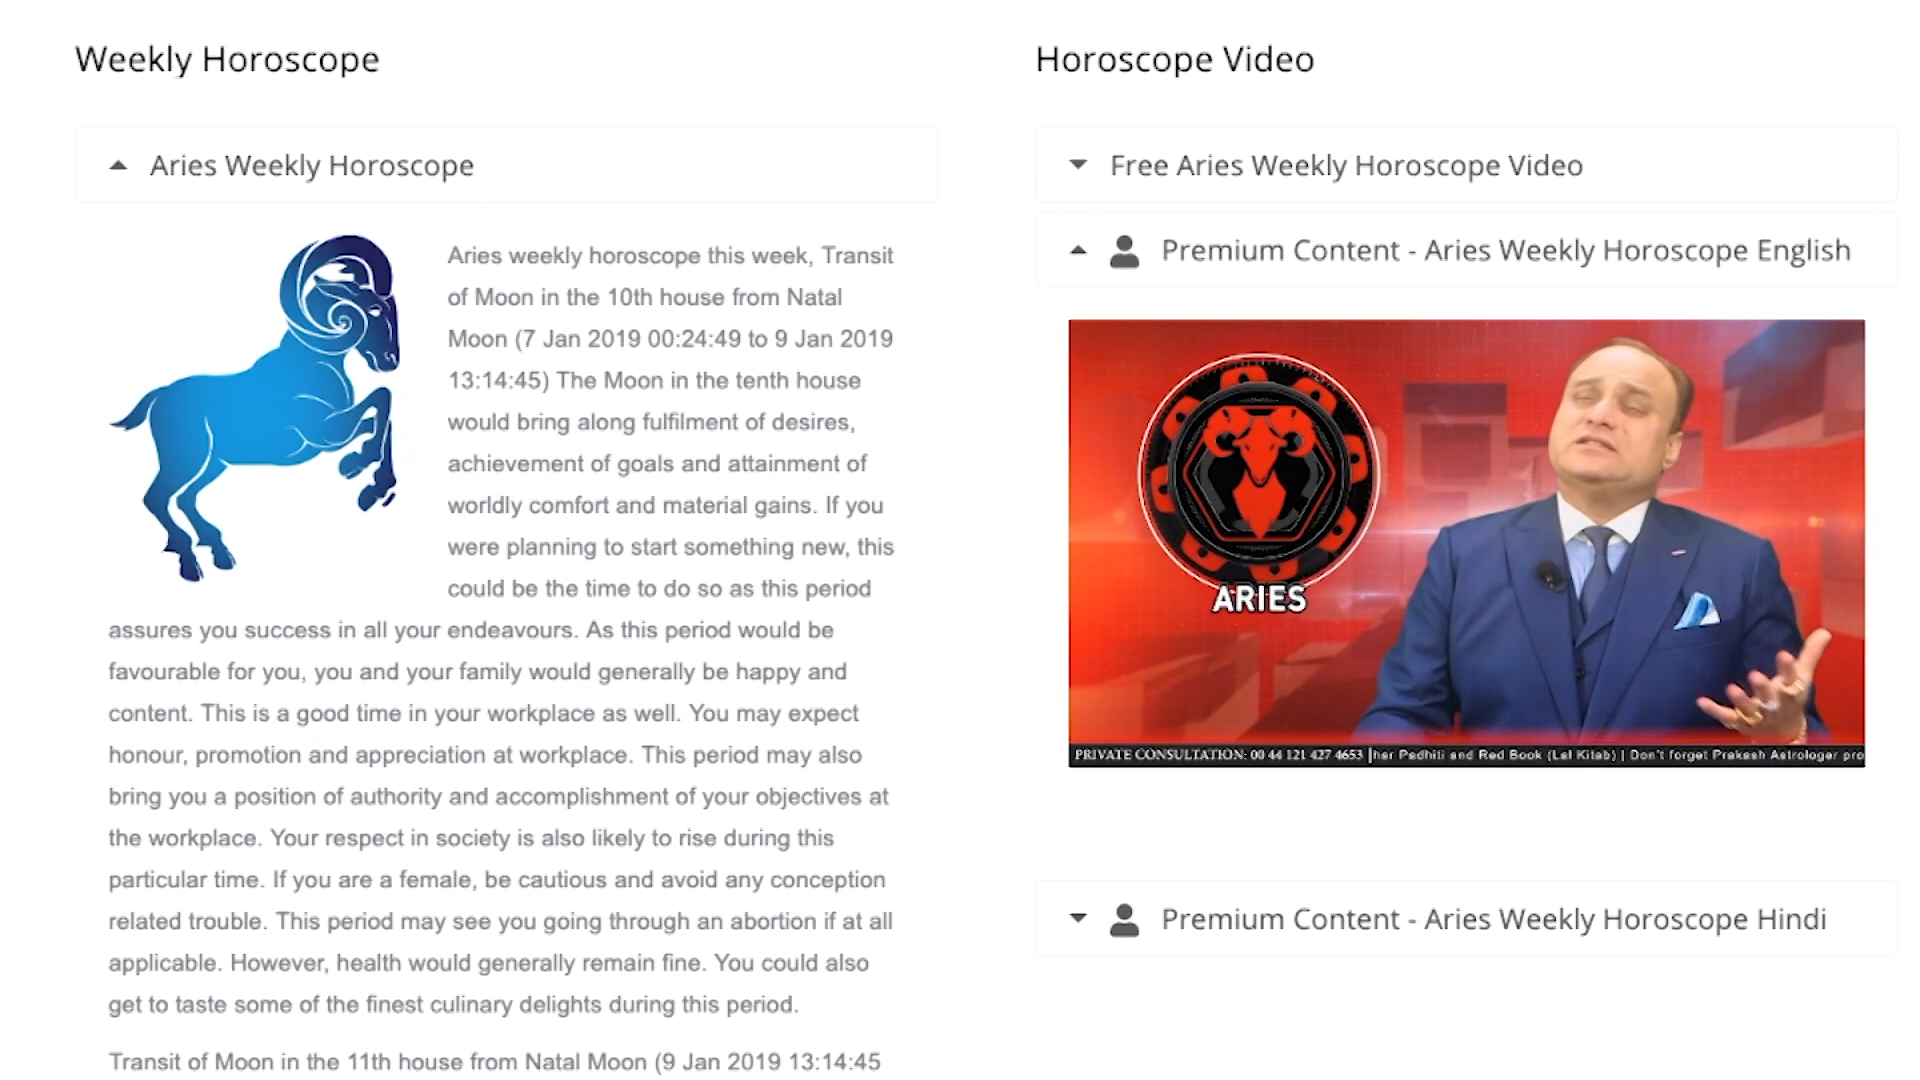 Weekly Horoscope
Aries Weekly Horoscope
Aries weekly horoscope this week, Transit
of Moon in the 10th house from Natal
Moon (7 Jan 2019 00:24:49 to 9 Jan 2019
13:14:45) The Moon in the tenth house
would bring along fulfilment of desires,
achievement of goals and attainment of
worldly comfort and material gains. If you
were planning to start something new, this
could be the time to do so as this period
assures you success in all your endeavours. As this period would be
favourable for you, you and your family would generally be happy and
content. This is a good time in your workplace as well. You may expect
honour, promotion and appreciation at workplace. This period may also
bring you a position of authority and accomplishment of your objectives at
the workplace. Your respect in society is also likely to rise during this
particular time. If you are a female, be cautious and avoid any conception
related trouble. This period may see you going through an abortion if at all
applicable. However, health would generally remain fine. You could also
get to taste some of the finest culinary delights during this period.
Transit of Moon in the 11th house from Natal Moon (9 Jan 2019 13:14:45
Horoscope Video
Free Aries Weekly Horoscope Video
Premium Content - Aries Weekly Horoscope English
ARIES
PRIVATE CONSULTATION: 00 44 121 427 4653 her Padhiti and Red Book (Lal Kitab) | Don't forget Prakash Astrologer pro
Premium Content - Aries Weekly Horoscope Hindi